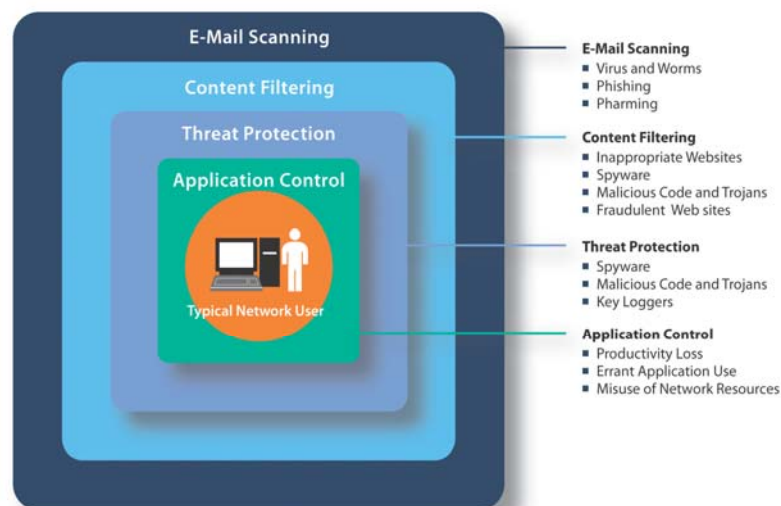 E-Mail Scanning
Content Filtering
Threat Protection
Application Control
Typical Network User
E-Mail Scanning
■ Virus and Worms
■ Phishing
■ Pharming
Content Filtering
■ Inappropriate Websites
■ Spyware
■ Malicious Code and Trojans
■ Fraudulent Web sites
Threat Protection
■ Spyware
■ Malicious Code and Trojans
■ Key Loggers
Application Control
■ Productivity Loss
■ Errant Application Use
■ Misuse of Network Resources